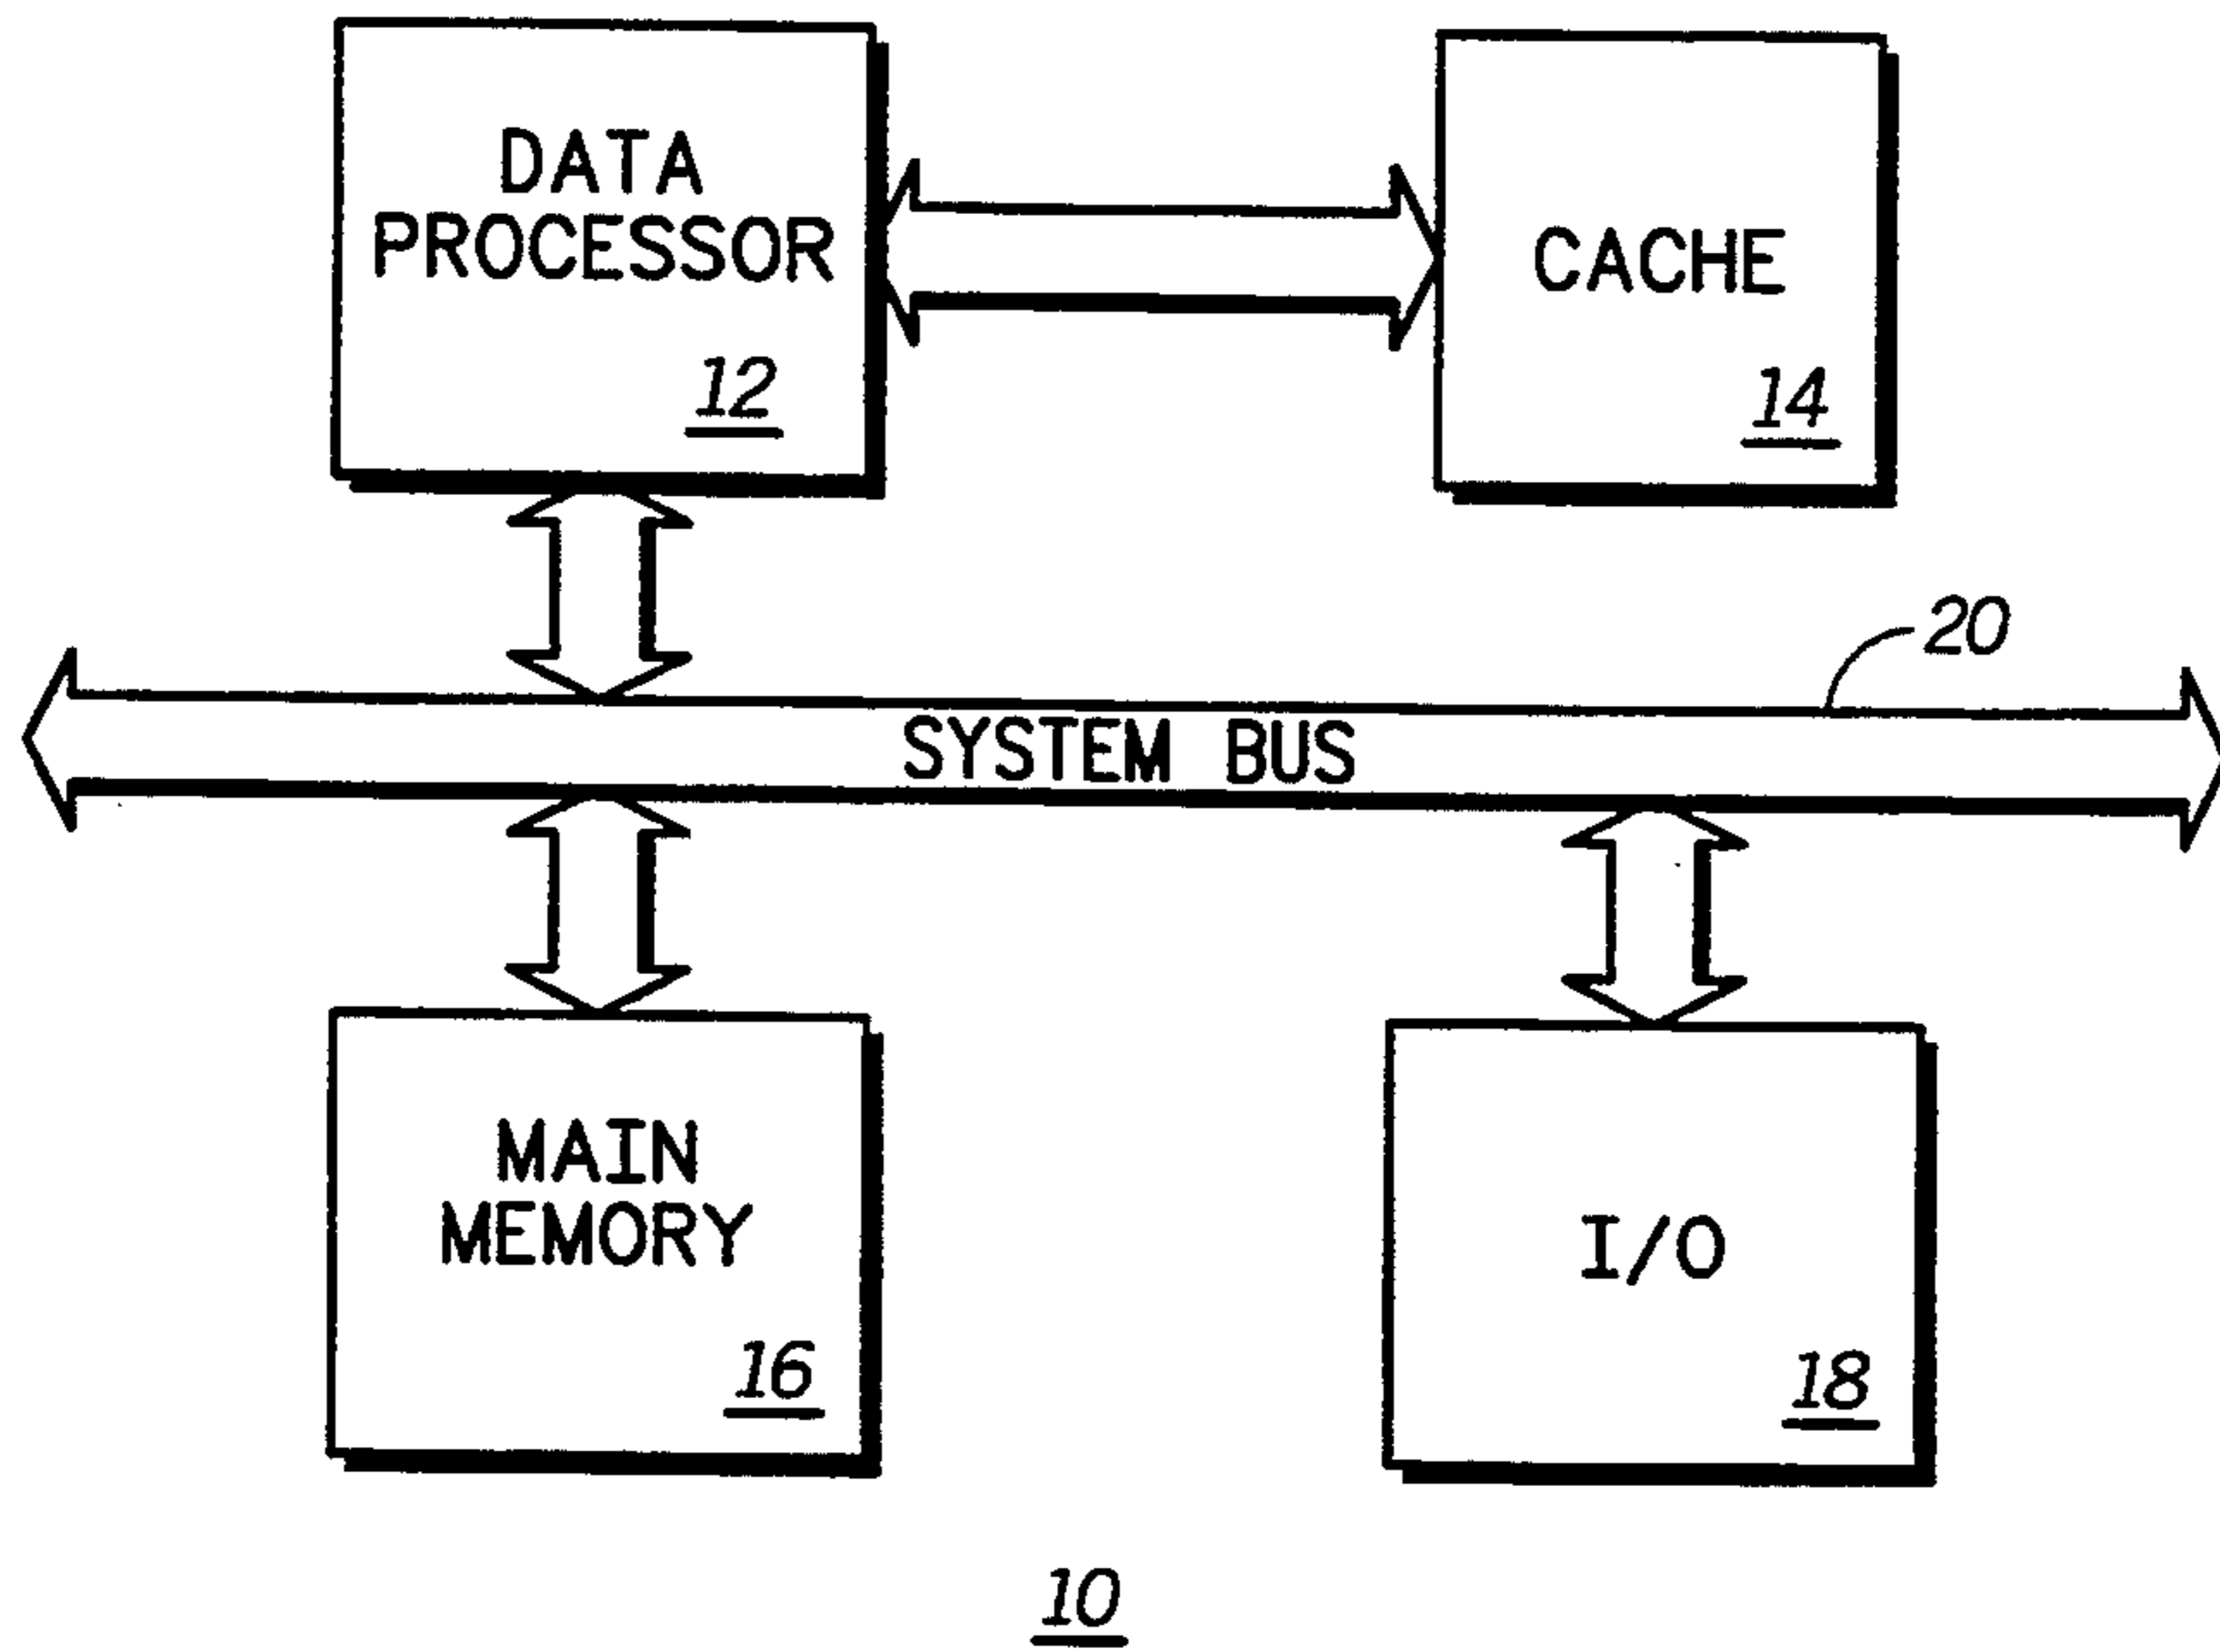 DATA
PROCESSOR
12
CACHE
14
20
SYSTEM BUS
MAIN
MEMORY
16
I/O
18
10